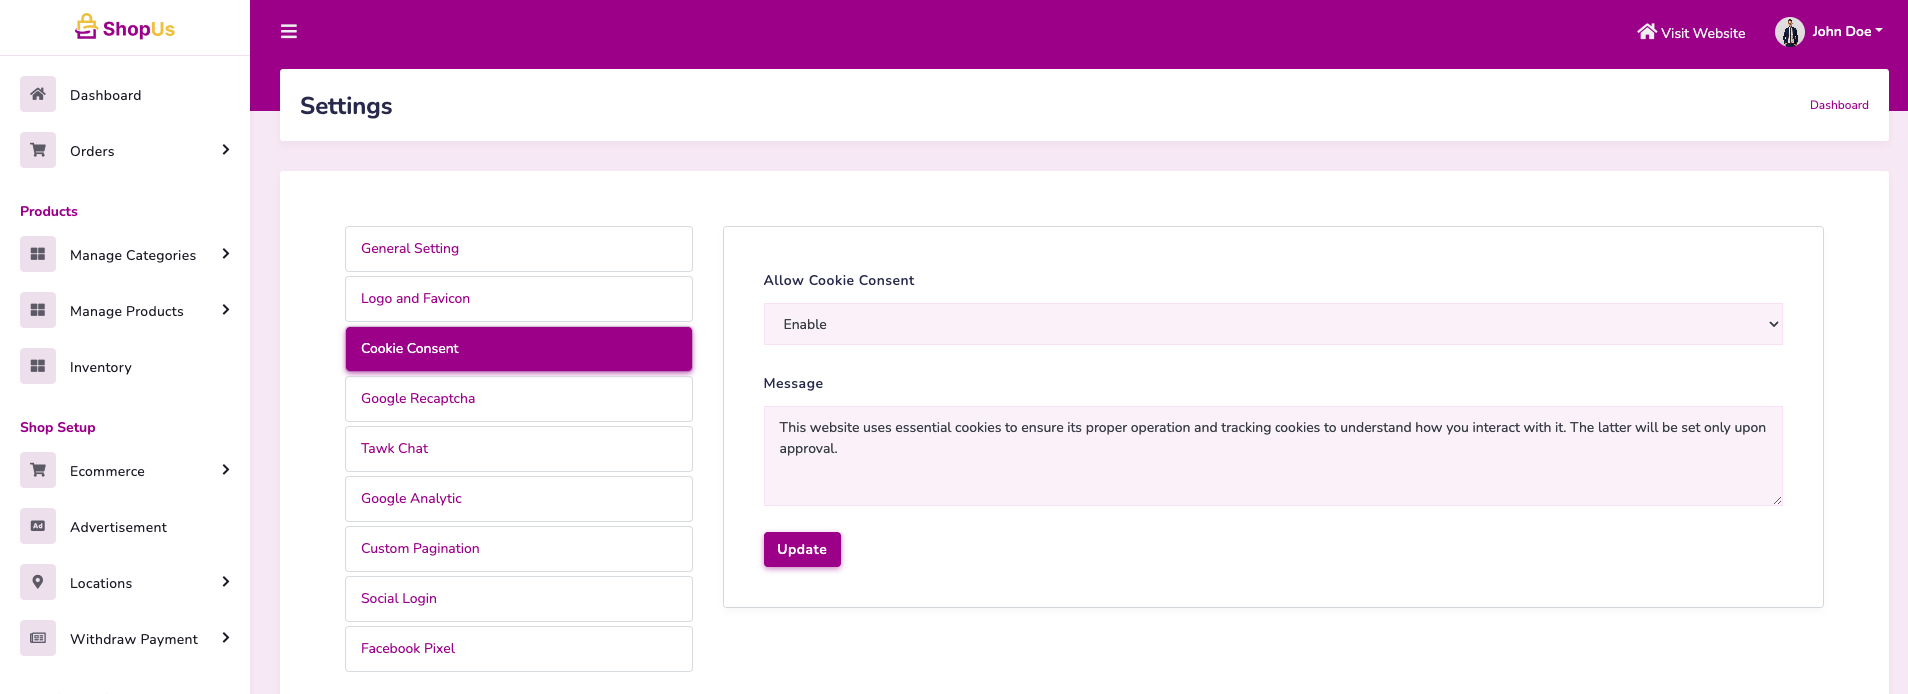 ShopUs
Visit Website
John Doe
Settings
Dashboard
Dashboard
Orders
Products
Manage Categories
Manage Products
Inventory
Shop Setup
Ecommerce
Ad
Advertisement
Locations
Withdraw Payment
General Setting
Logo and Favicon
Cookie Consent
Google Recaptcha
Tawk Chat
Google Analytic
Custom Pagination
Social Login
Facebook Pixel
Allow Cookie Consent
Enable
Message
This website uses essential cookies to ensure its proper operation and tracking cookies to understand how you interact with it. The latter will be set only upon
approval.
Update